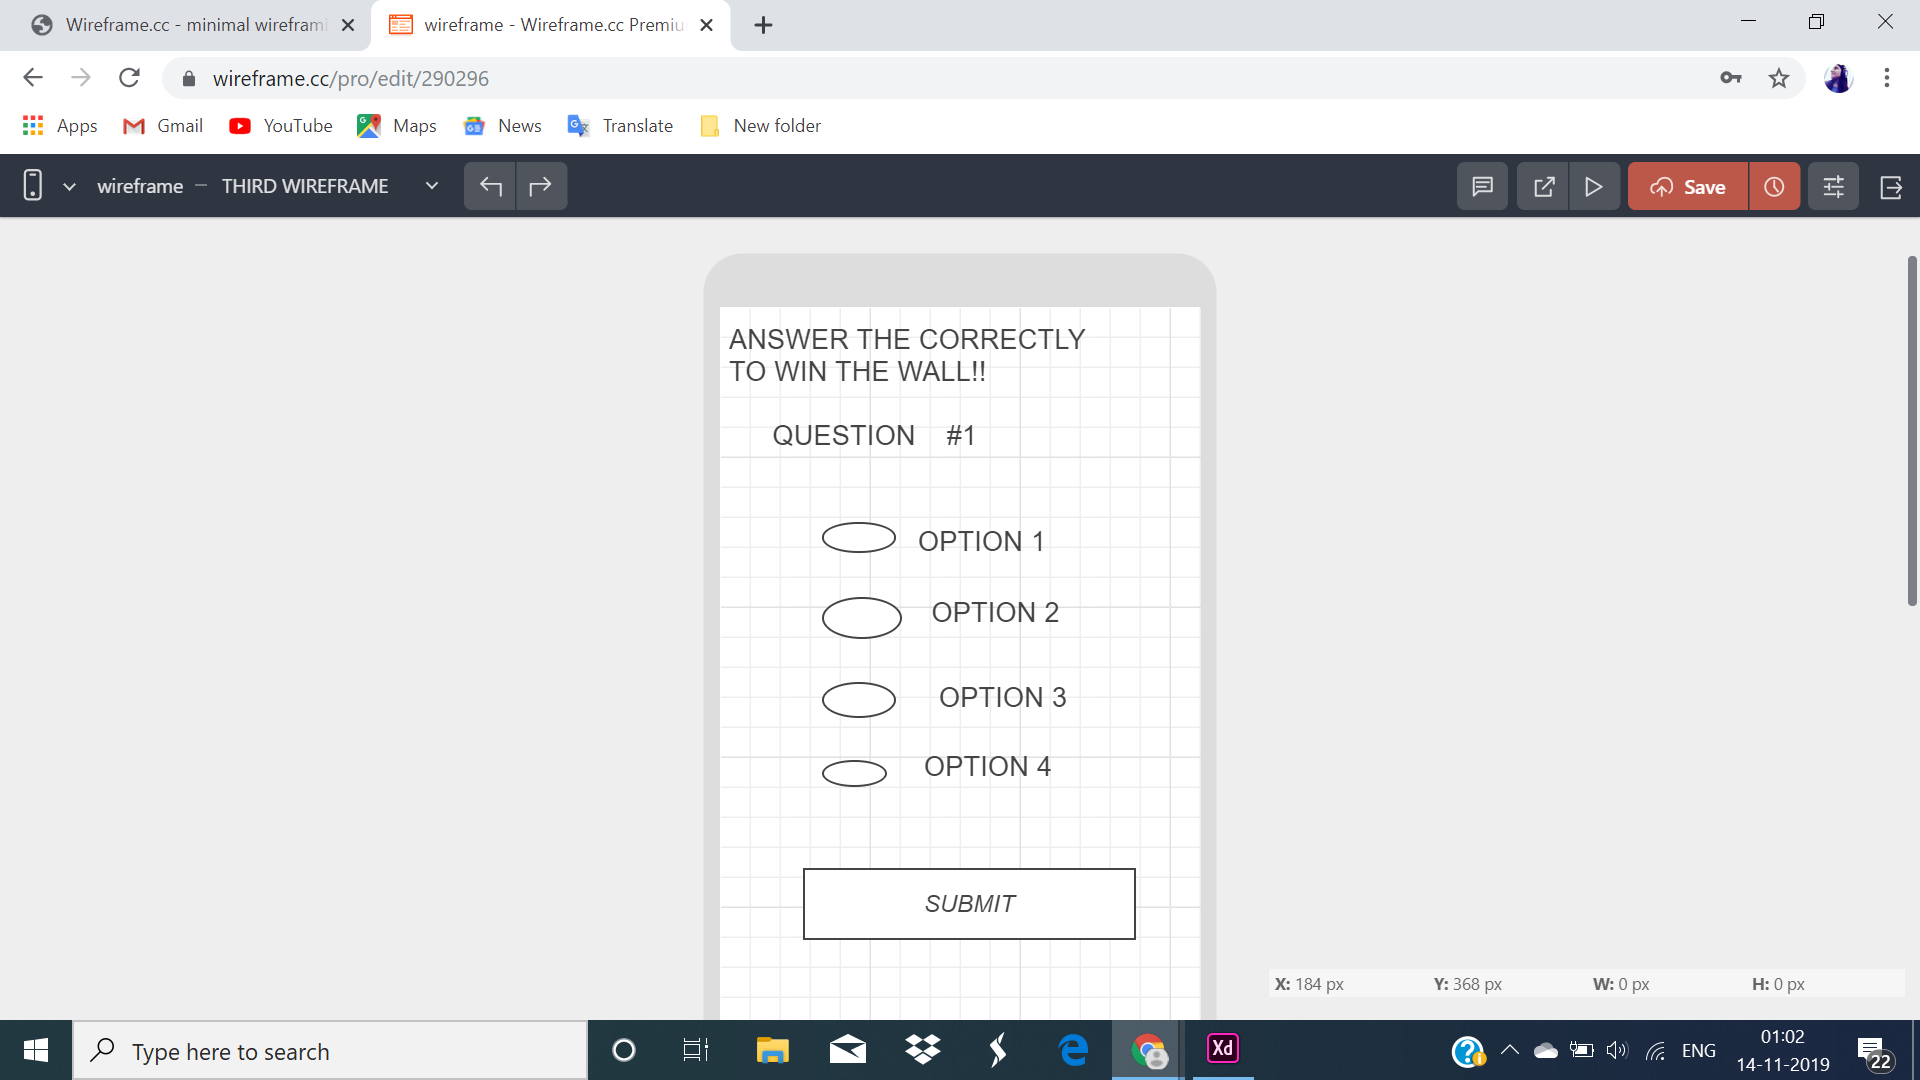 Wireframe.cc - minimal wireframi
wireframe - Wireframe.cc Premiu
wireframe.cc/pro/edit/290296
Apps Gmail YouTube Maps News Translate New folder
wireframe – THIRD WIREFRAME
Save
ANSWER THE CORRECTLY
TO WIN THE WALL!!
QUESTION #1
OPTION 1
OPTION 2
OPTION 3
OPTION 4
SUBMIT
X: 184 px Y: 368 px W: 0 px H: 0 px
Type here to search
Xd
ENG
01:02
14-11-2019
22